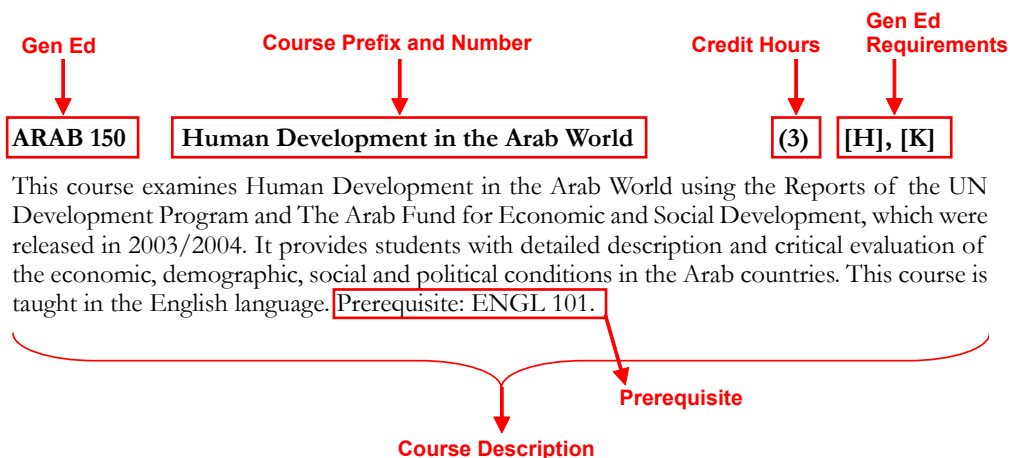 Gen Ed
Course Prefix and Number
Credit Hours
Gen Ed
Requirements
ARAB 150
Human Development in the Arab World
(3)
[H], [K]
This course examines Human Development in the Arab World using the Reports of the UN
Development Program and The Arab Fund for Economic and Social Development, which were
released in 2003/2004. It provides students with detailed description and critical evaluation of
the economic, demographic, social and political conditions in the Arab countries. This course is
taught in the English language. Prerequisite: ENGL 101.
Prerequisite
Course Description